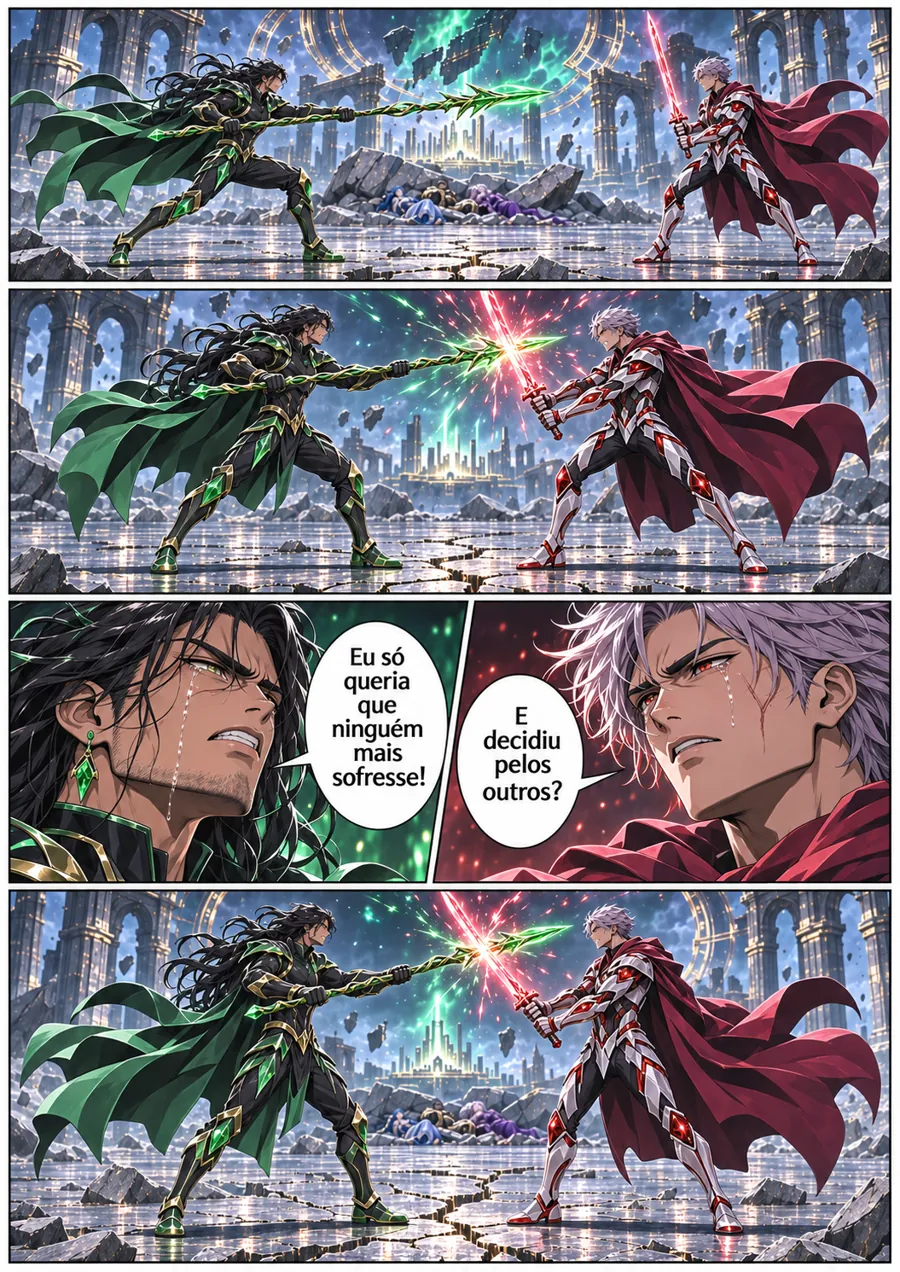 Eu só
queria
que
ninguém
mais
sofresse!
E
decidiu
pelos
outros?